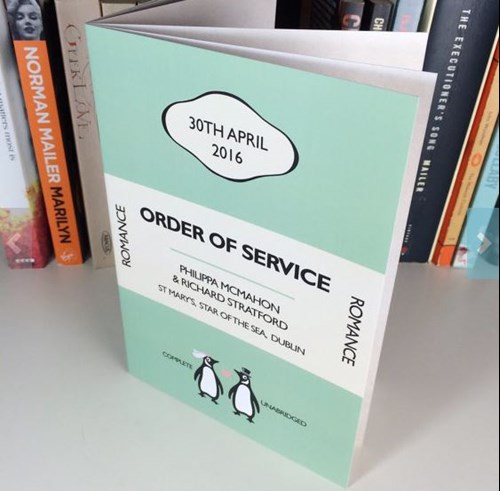 NORMAN MAILER MARILYN
THE EXECUTIONER'S SONG MAILER
30TH APRIL
2016
ROMANCE
ORDER OF SERVICE
PHILIPPA MCMAHON
& RICHARD STRATFORD
ST MARY'S, STAR OF THE SEA, DUBLIN
ROMANCE
COMPLETE
UNABRIDGED